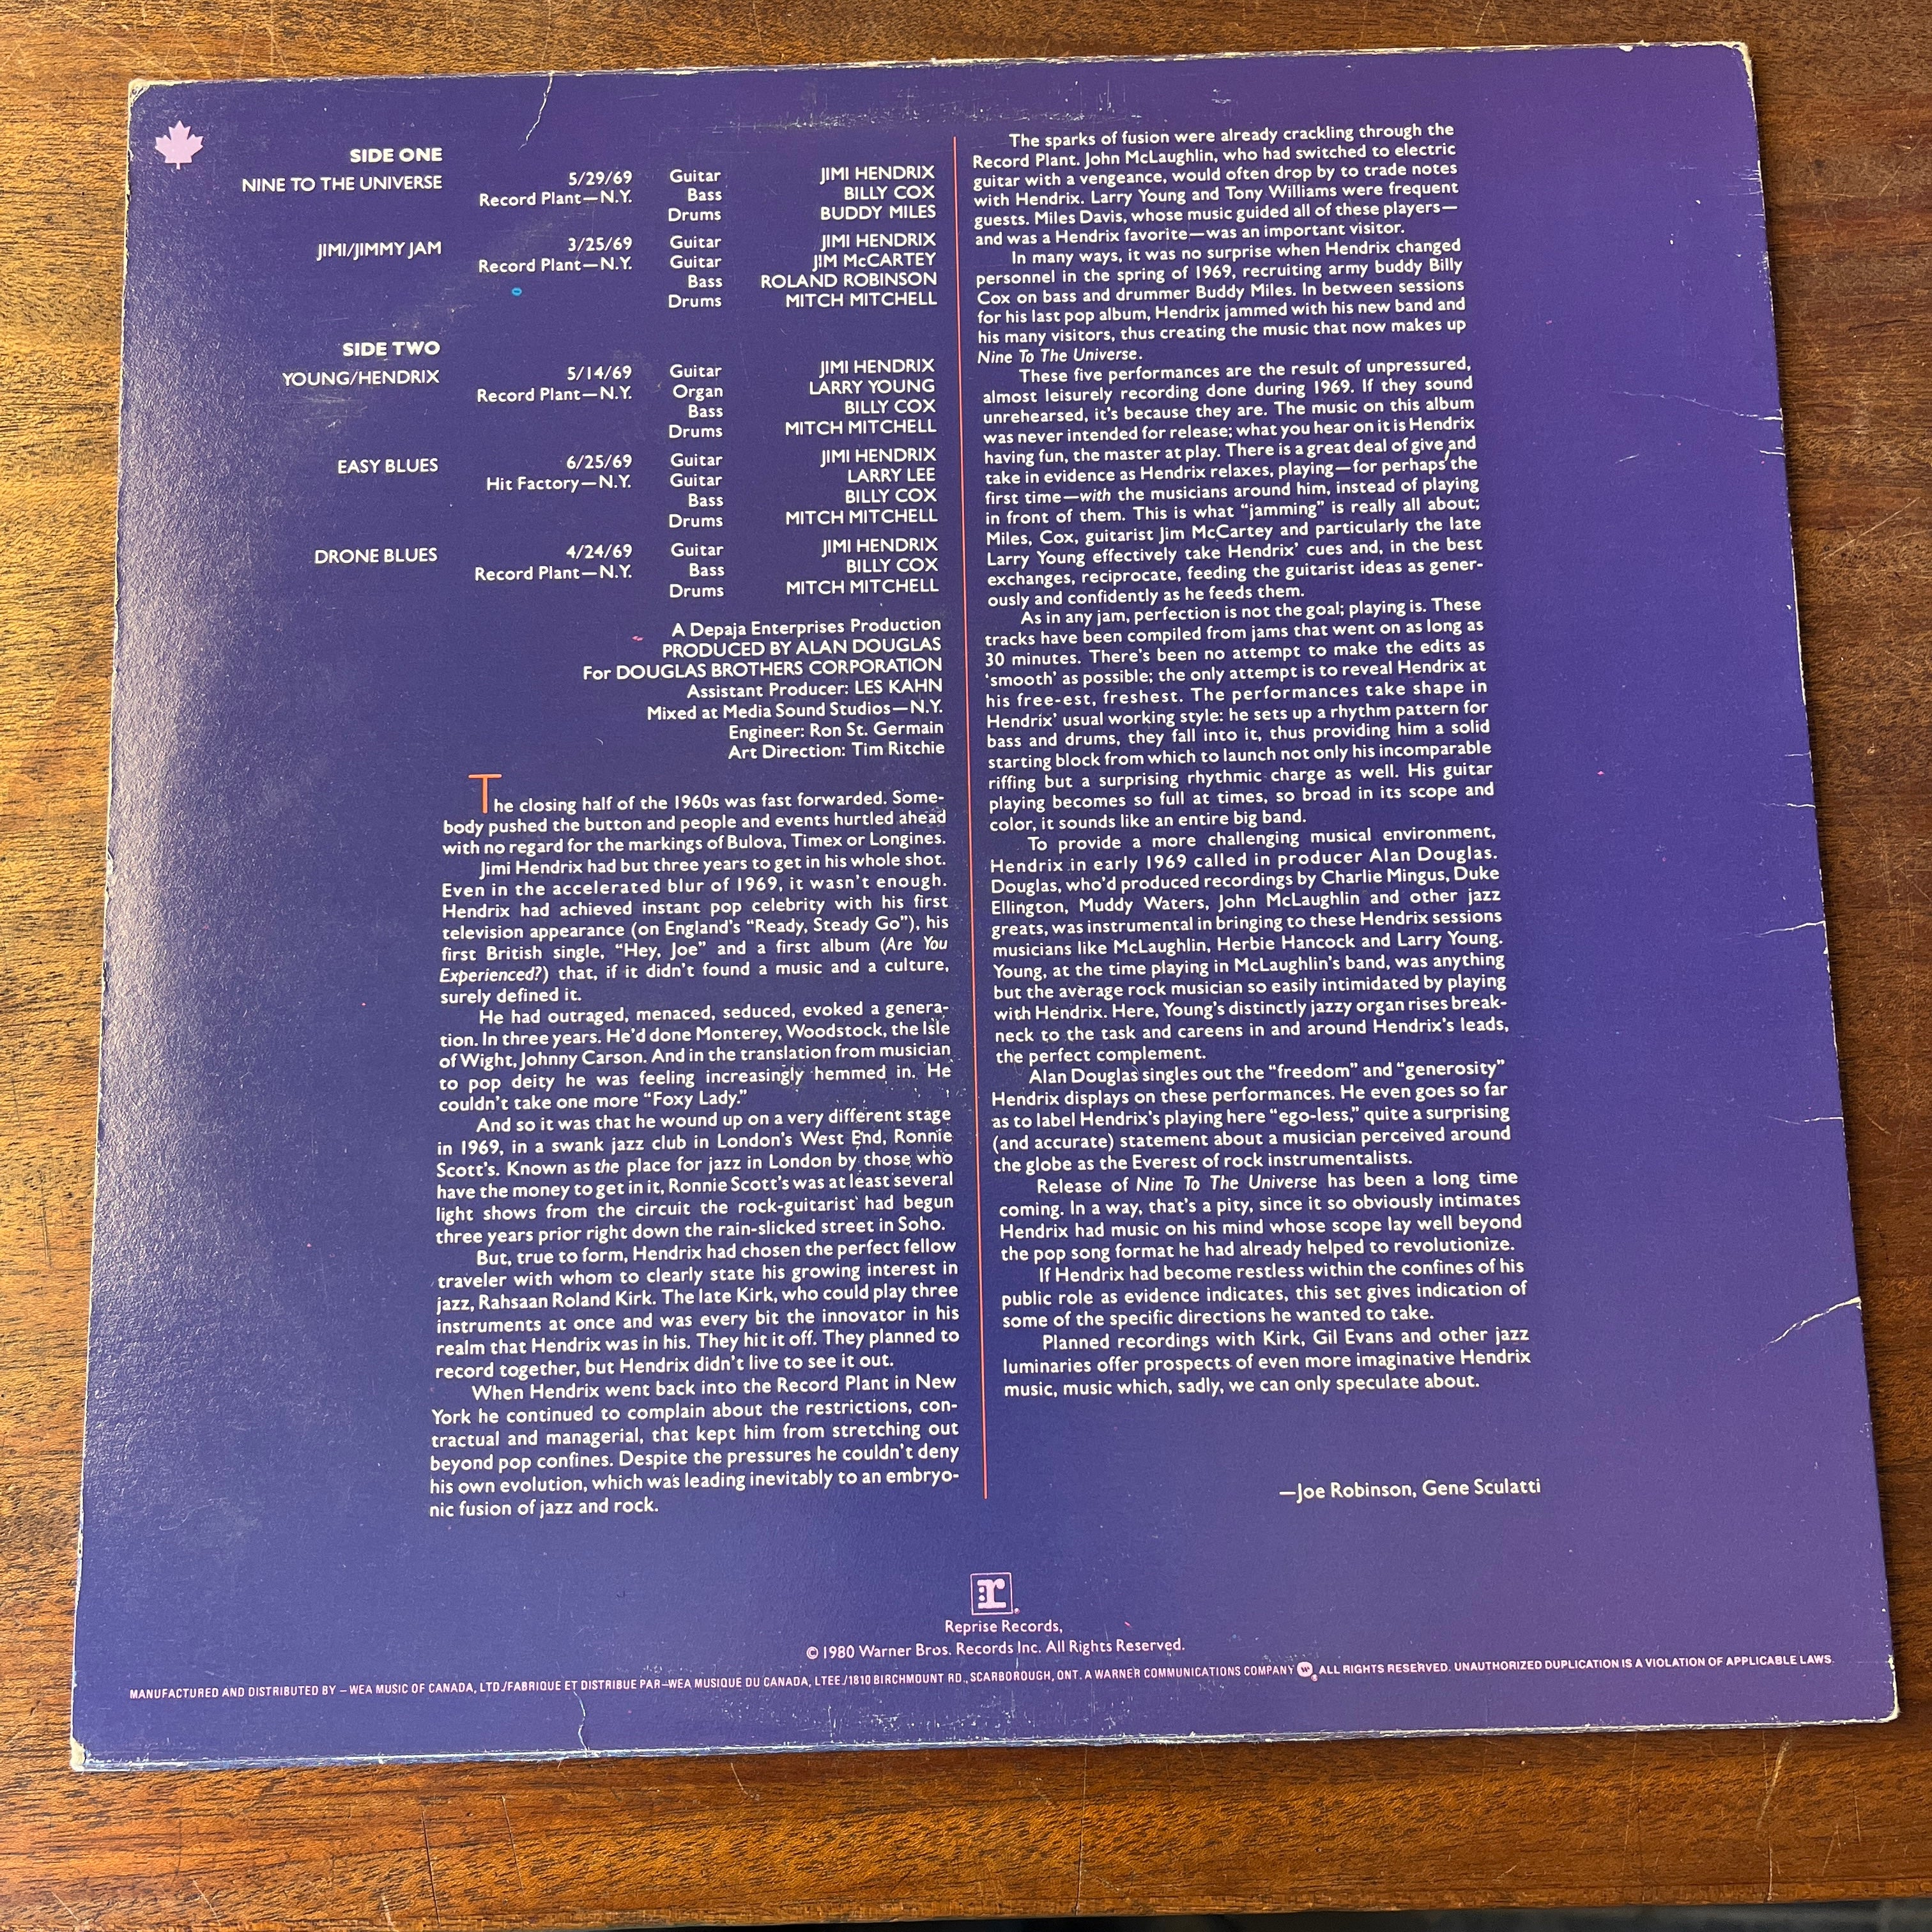 SIDE ONE
NINE TO THE UNIVERSE 5/29/69 Guitar JIMI HENDRIX
Record Plant—N.Y. Bass BILLY COX
Drums BUDDY MILES
JIMI/JIMMY JAM 3/25/69 Guitar JIMI HENDRIX
Record Plant—N.Y. Guitar JIM McCARTEY
Bass ROLAND ROBINSON
Drums MITCH MITCHELL
SIDE TWO
YOUNG/HENDRIX 5/14/69 Guitar JIMI HENDRIX
Record Plant—N.Y. Organ LARRY YOUNG
Bass BILLY COX
Drums MITCH MITCHELL
EASY BLUES 6/25/69 Guitar JIMI HENDRIX
Hit Factory—N.Y. Guitar LARRY LEE
Bass BILLY COX
Drums MITCH MITCHELL
DRONE BLUES 4/24/69 Guitar JIMI HENDRIX
Record Plant—N.Y. Bass BILLY COX
Drums MITCH MITCHELL
A Depaja Enterprises Production
PRODUCED BY ALAN DOUGLAS
For DOUGLAS BROTHERS CORPORATION
Assistant Producer: LES KAHN
Mixed at Media Sound Studios—N.Y.
Engineer: Ron St. Germain
Art Direction: Tim Ritchie
The closing half of the 1960s was fast forwarded. Some-
body pushed the button and people and events hurtled ahead
with no regard for the markings of Bulova, Timex or Longines.
Jimi Hendrix had but three years to get in his whole shot.
Even in the accelerated blur of 1969, it wasn't enough.
Hendrix had achieved instant pop celebrity with his first
television appearance (on England's "Ready, Steady Go"), his
first British single, "Hey, Joe" and a first album (Are You
Experienced?) that, if it didn't found a music and a culture,
surely defined it.
He had outraged, menaced, seduced, evoked a genera-
tion. In three years. He'd done Monterey, Woodstock, the Isle
of Wight, Johnny Carson. And in the translation from musician
to pop deity he was feeling increasingly hemmed in. He
couldn't take one more "Foxy Lady."
And so it was that he wound up on a very different stage
in 1969, in a swank jazz club in London's West End, Ronnie
Scott's. Known as the place for jazz in London by those who
have the money to get in it, Ronnie Scott's was at least several
light shows from the circuit the rock-guitarist had begun
three years prior right down the rain-slicked street in Soho.
But, true to form, Hendrix had chosen the perfect fellow
traveler with whom to clearly state his growing interest in
jazz, Rahsaan Roland Kirk. The late Kirk, who could play three
instruments at once and was every bit the innovator in his
realm that Hendrix was in his. They hit it off. They planned to
record together, but Hendrix didn't live to see it out.
When Hendrix went back into the Record Plant in New
York he continued to complain about the restrictions, con-
tractual and managerial, that kept him from stretching out
beyond pop confines. Despite the pressures he couldn't deny
his own evolution, which was leading inevitably to an embryo-
nic fusion of jazz and rock.
The sparks of fusion were already crackling through the
Record Plant. John McLaughlin, who had switched to electric
guitar with a vengeance, would often drop by to trade notes
with Hendrix. Larry Young and Tony Williams were frequent
guests. Miles Davis, whose music guided all of these players—
and was a Hendrix favorite—was an important visitor.
In many ways, it was no surprise when Hendrix changed
personnel in the spring of 1969, recruiting army buddy Billy
Cox on bass and drummer Buddy Miles. In between sessions
for his last pop album, Hendrix jammed with his new band and
his many visitors, thus creating the music that now makes up
Nine To The Universe.
These five performances are the result of unpressured,
almost leisurely recording done during 1969. If they sound
unrehearsed, it's because they are. The music on this album
was never intended for release; what you hear on it is Hendrix
having fun, the master at play. There is a great deal of give and
take in evidence as Hendrix relaxes, playing—for perhaps the
first time—with the musicians around him, instead of playing
in front of them. This is what "jamming" is really all about;
Miles, Cox, guitarist Jim McCartey and particularly the late
Larry Young effectively take Hendrix' cues and, in the best
exchanges, reciprocate, feeding the guitarist ideas as gener-
ously and confidently as he feeds them.
As in any jam, perfection is not the goal; playing is. These
tracks have been compiled from jams that went on as long as
30 minutes. There's been no attempt to make the edits as
'smooth' as possible; the only attempt is to reveal Hendrix at
his free-est, freshest. The performances take shape in
Hendrix' usual working style: he sets up a rhythm pattern for
bass and drums, they fall into it, thus providing him a solid
starting block from which to launch not only his incomparable
riffing but a surprising rhythmic charge as well. His guitar
playing becomes so full at times, so broad in its scope and
color, it sounds like an entire big band.
To provide a more challenging musical environment,
Hendrix in early 1969 called in producer Alan Douglas.
Douglas, who'd produced recordings by Charlie Mingus, Duke
Ellington, Muddy Waters, John McLaughlin and other jazz
greats, was instrumental in bringing to these Hendrix sessions
musicians like McLaughlin, Herbie Hancock and Larry Young.
Young, at the time playing in McLaughlin's band, was anything
but the average rock musician so easily intimidated by playing
with Hendrix. Here, Young's distinctly jazzy organ rises break-
neck to the task and careens in and around Hendrix's leads,
the perfect complement.
Alan Douglas singles out the "freedom" and "generosity"
Hendrix displays on these performances. He even goes so far
as to label Hendrix's playing here "ego-less," quite a surprising
(and accurate) statement about a musician perceived around
the globe as the Everest of rock instrumentalists.
Release of Nine To The Universe has been a long time
coming. In a way, that's a pity, since it so obviously intimates
Hendrix had music on his mind whose scope lay well beyond
the pop song format he had already helped to revolutionize.
If Hendrix had become restless within the confines of his
public role as evidence indicates, this set gives indication of
some of the specific directions he wanted to take.
Planned recordings with Kirk, Gil Evans and other jazz
luminaries offer prospects of even more imaginative Hendrix
music, music which, sadly, we can only speculate about.
—Joe Robinson, Gene Sculatti
:r
Reprise Records,
© 1980 Warner Bros. Records Inc. All Rights Reserved.
MANUFACTURED AND DISTRIBUTED BY – WEA MUSIC OF CANADA, LTD./FABRIQUE ET DISTRIBUE PAR–WEA MUSIQUE DU CANADA, LTEE./1810 BIRCHMOUNT RD., SCARBOROUGH, ONT. A WARNER COMMUNICATIONS COMPANY W ALL RIGHTS RESERVED. UNAUTHORIZED DUPLICATION IS A VIOLATION OF APPLICABLE LAWS.